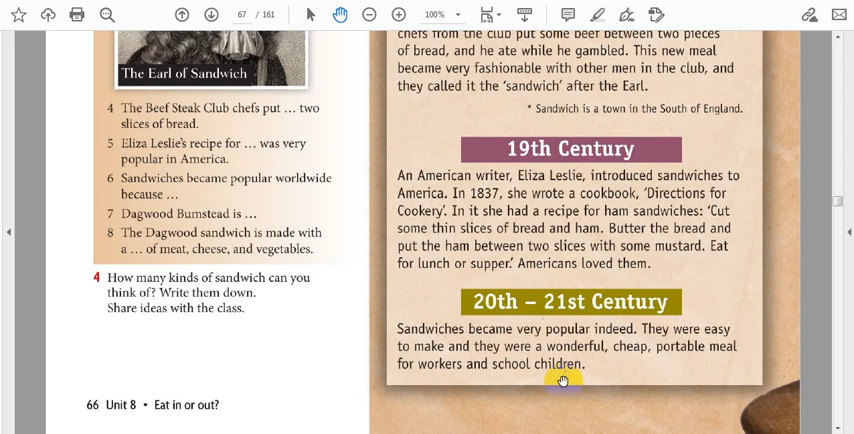 67 / 161
100%
The Earl of Sandwich
4 The Beef Steak Club chefs put … two
slices of bread.
5 Eliza Leslie's recipe for … was very
popular in America.
6 Sandwiches became popular worldwide
because …
7 Dagwood Bumstead is …
8 The Dagwood sandwich is made with
a … of meat, cheese, and vegetables.
4 How many kinds of sandwich can you
think of? Write them down.
Share ideas with the class.
66 Unit 8 • Eat in or out?
chefs from the club put some beef between two pieces
of bread, and he ate while he gambled. This new meal
became very fashionable with other men in the club, and
they called it the 'sandwich' after the Earl.
* Sandwich is a town in the South of England.
19th Century
An American writer, Eliza Leslie, introduced sandwiches to
America. In 1837, she wrote a cookbook, 'Directions for
Cookery'. In it she had a recipe for ham sandwiches: 'Cut
some thin slices of bread and ham. Butter the bread and
put the ham between two slices with some mustard. Eat
for lunch or supper.' Americans loved them.
20th – 21st Century
Sandwiches became very popular indeed. They were easy
to make and they were a wonderful, cheap, portable meal
for workers and school children.